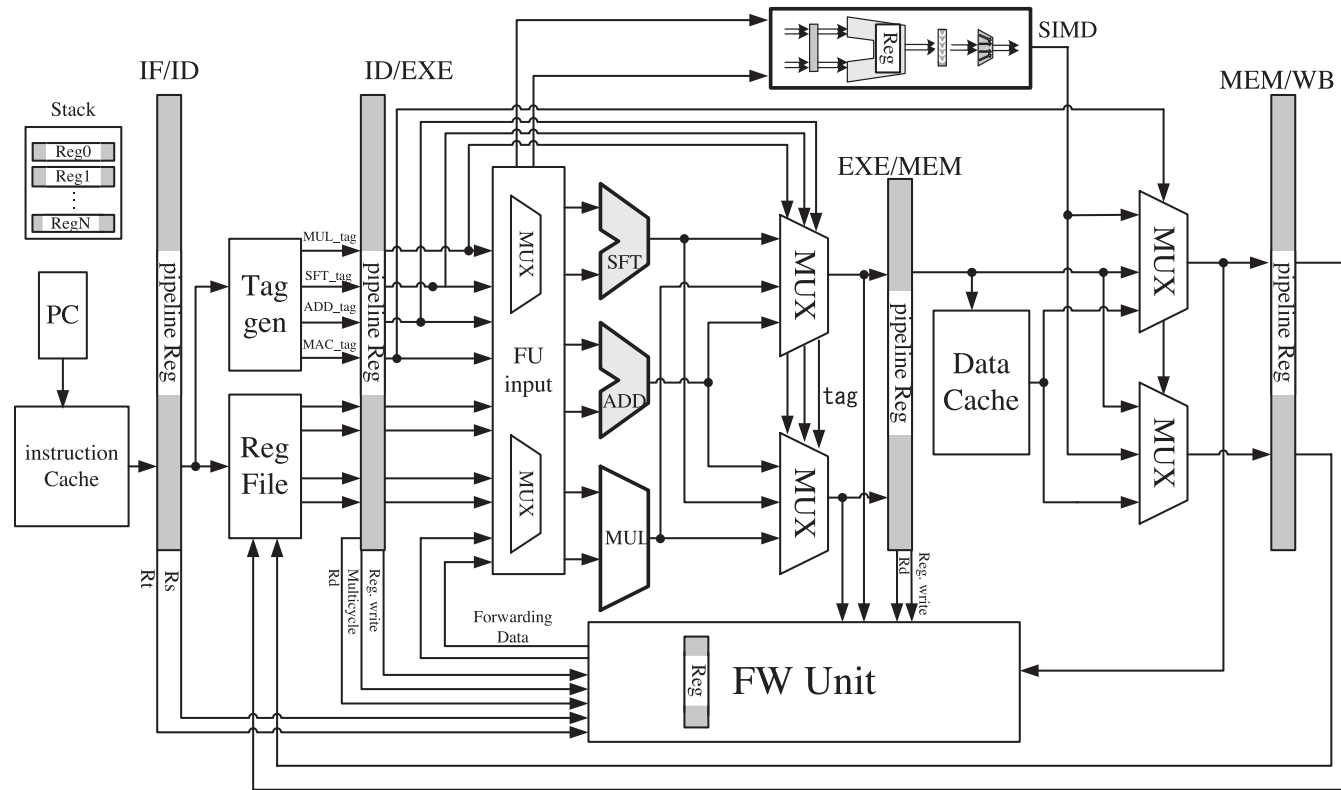 SIMD
Reg
IF/ID
ID/EXE
MEM/WB
Stack
Reg0
Reg1
RegN
EXE/MEM
pipeline Reg
pipeline Reg
pipeline Reg
pipeline Reg
PC
instruction
Cache
Tag
gen
MUL_tag
SFT_tag
ADD_tag
MAC_tag
Reg
File
MUX
FU
input
MUX
SFT
ADD
MUL
MUX
tag
MUX
Data
Cache
MUX
MUX
Rt
Rs
Rd
Multicycle
Reg. write
Rd
Reg. write
Forwarding
Data
Reg
FW Unit